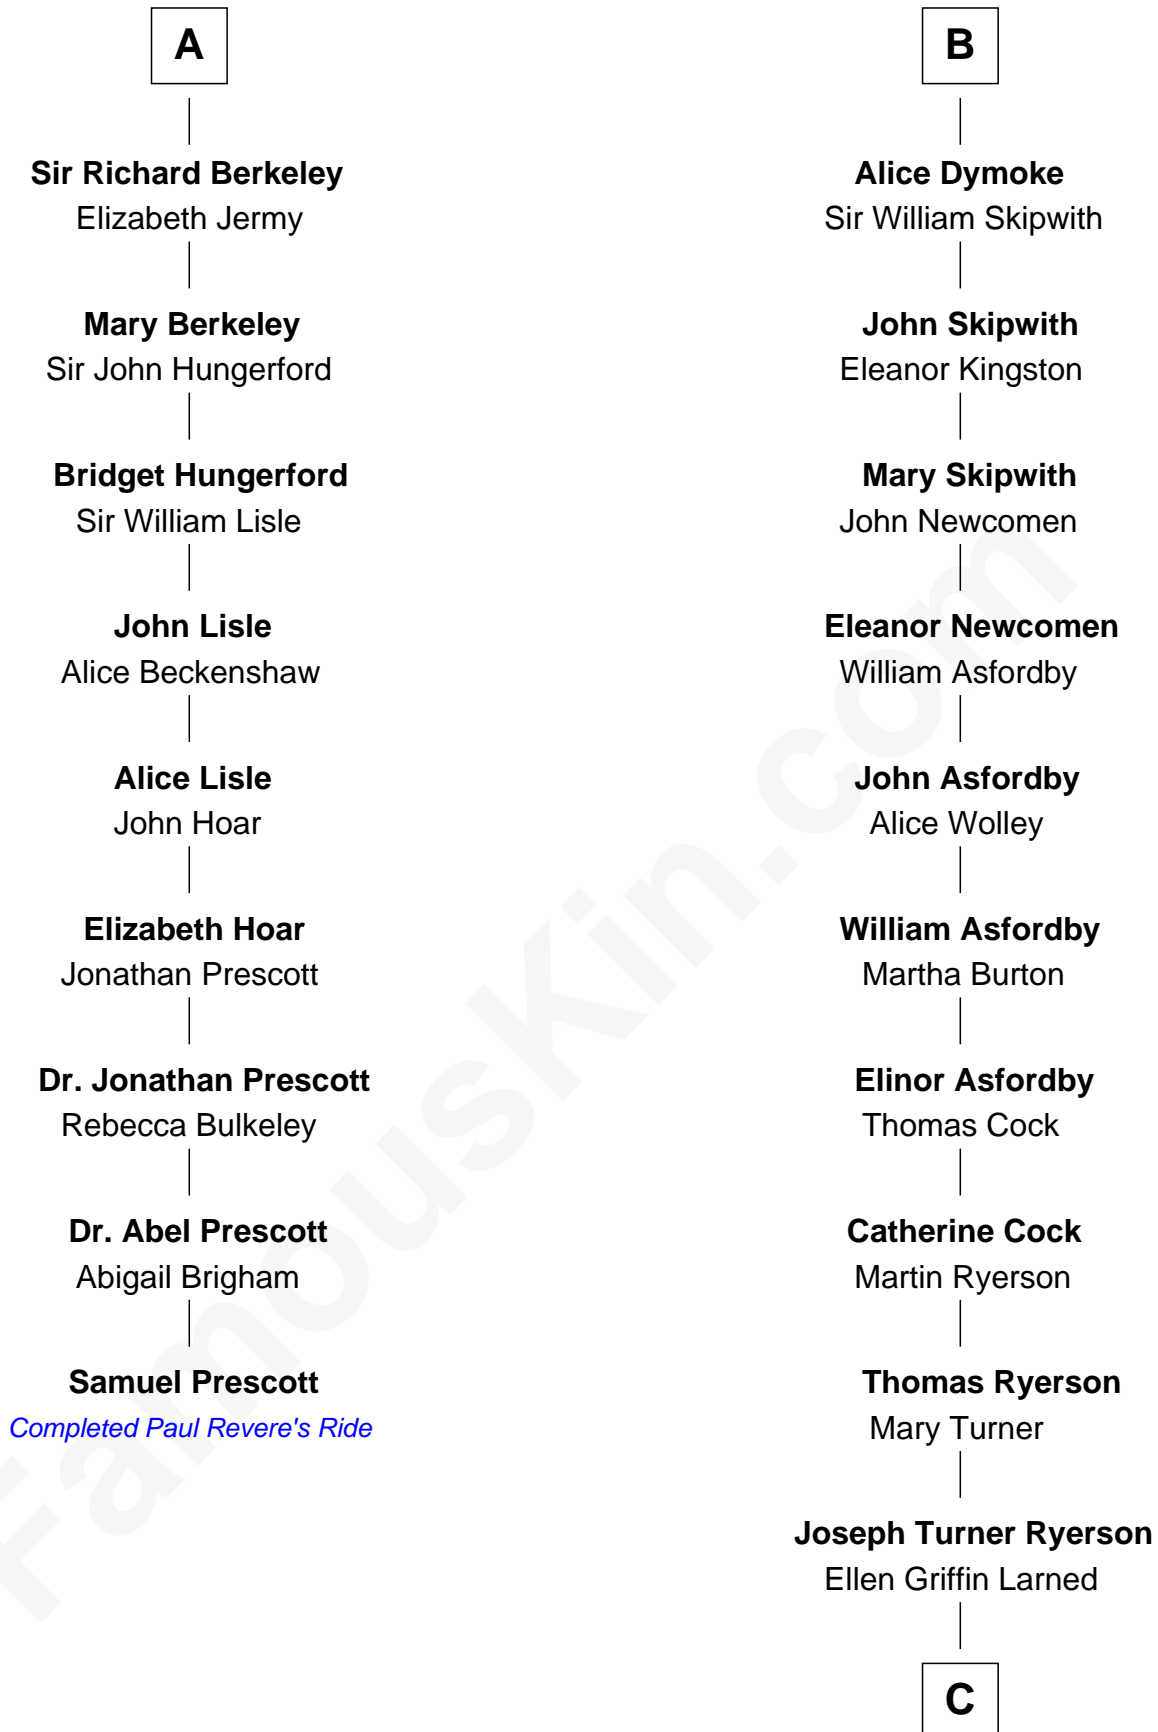 A
Sir Richard Berkeley
Elizabeth Jermy
Mary Berkeley
Sir John Hungerford
Bridget Hungerford
Sir William Lisle
John Lisle
Alice Beckenshaw
Alice Lisle
John Hoar
Elizabeth Hoar
Jonathan Prescott
Dr. Jonathan Prescott
Rebecca Bulkeley
Dr. Abel Prescott
Abigail Brigham
Samuel Prescott
Completed Paul Revere's Ride
B
Alice Dymoke
Sir William Skipwith
John Skipwith
Eleanor Kingston
Mary Skipwith
John Newcomen
Eleanor Newcomen
William Asfordby
John Asfordby
Alice Wolley
William Asfordby
Martha Burton
Elinor Asfordby
Thomas Cock
Catherine Cock
Martin Ryerson
Thomas Ryerson
Mary Turner
Joseph Turner Ryerson
Ellen Griffin Larned
C
FamousKin.com